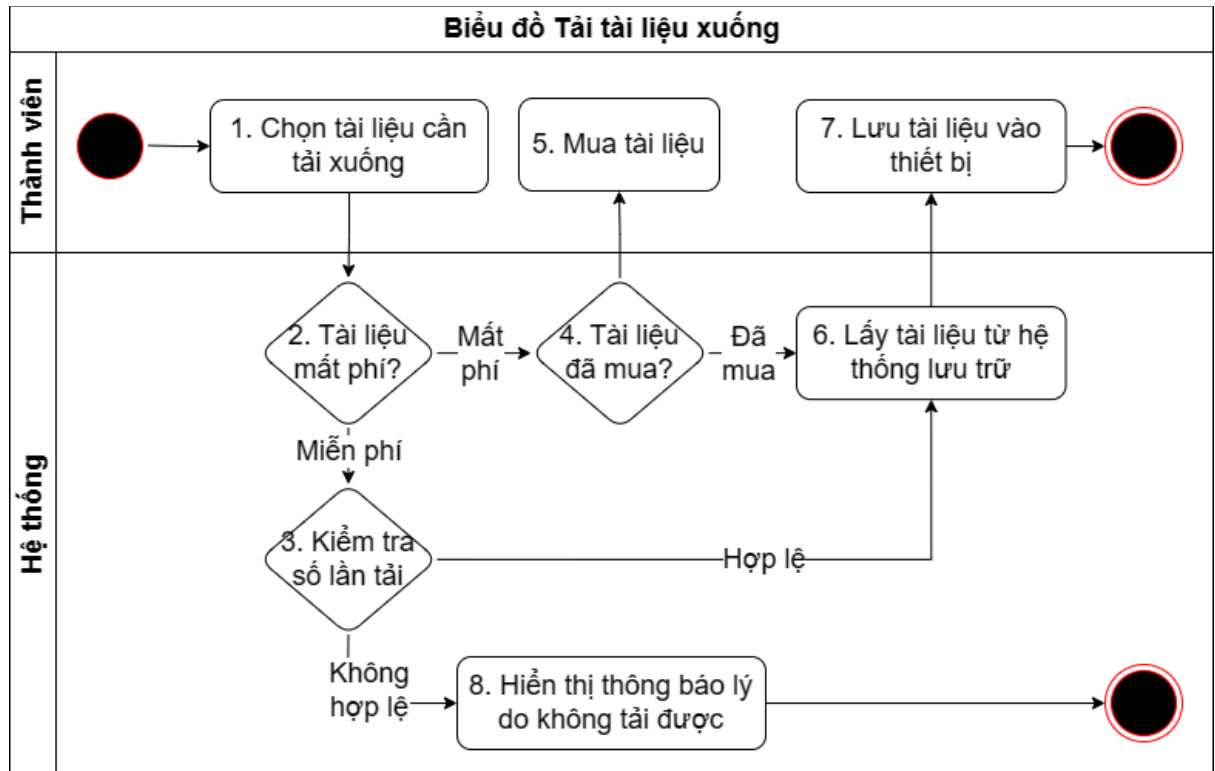 Biểu đồ Tải tài liệu xuống
Thành viên
1. Chọn tài liệu cần
tải xuống
5. Mua tài liệu
7. Lưu tài liệu vào
thiết bị
Hệ thống
2. Tài liệu
mất phí?
Mất
phí
4. Tài liệu
đã mua?
Đã
mua
6. Lấy tài liệu từ hệ
thống lưu trữ
Miễn phí
3. Kiểm tra
số lần tải
Hợp lệ
Không
hợp lệ
8. Hiển thị thông báo lý
do không tải được